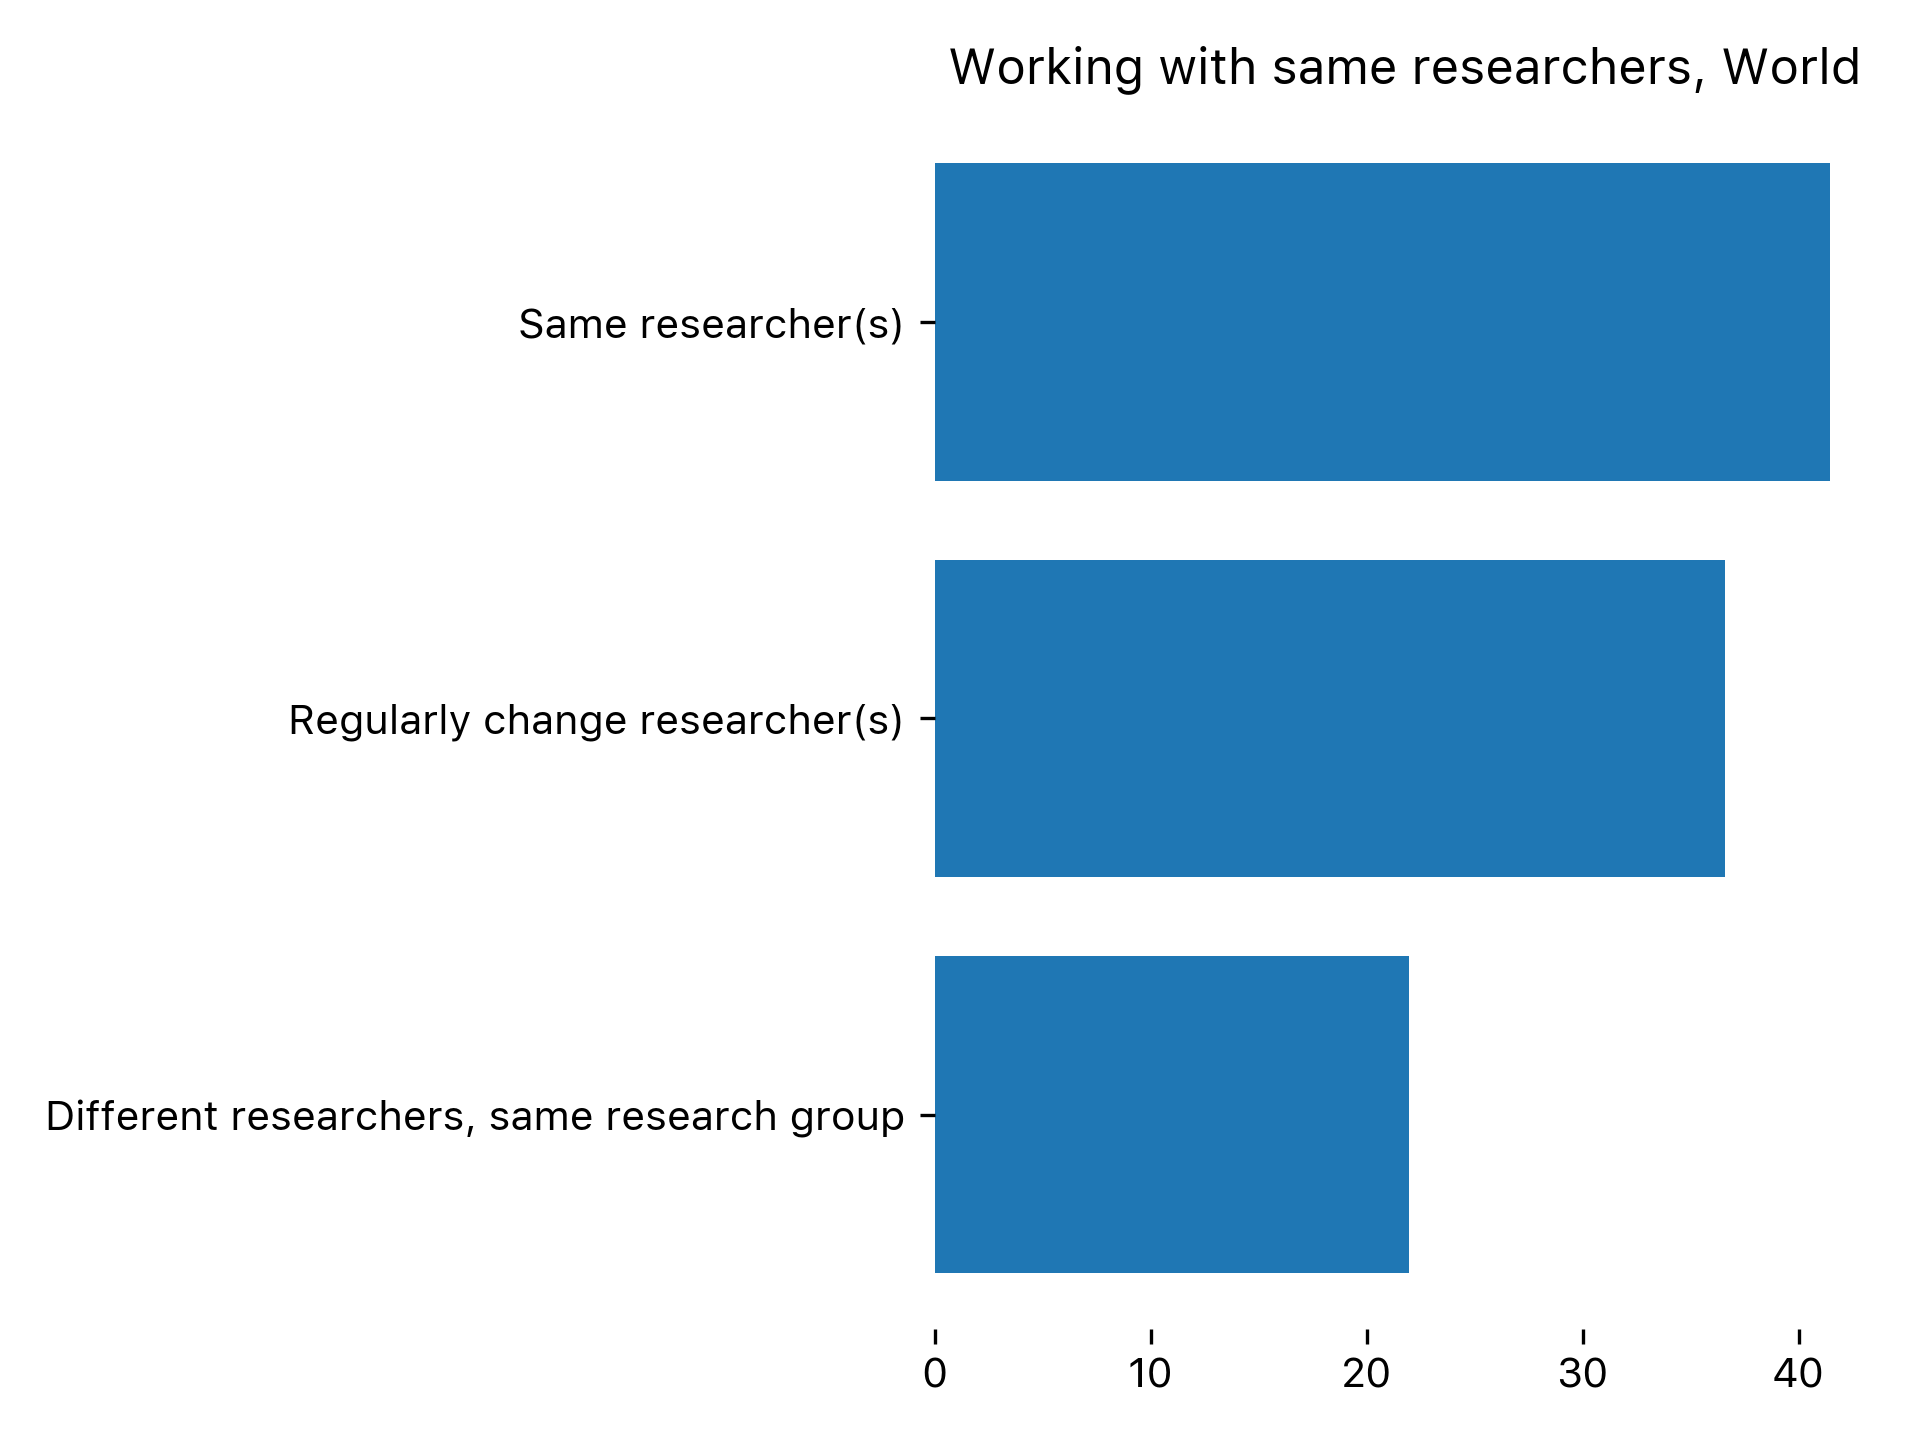 Working with same researchers, World
Same researcher(s)
Regularly change researcher(s)
Different researchers, same research group
0 10 20 30 40